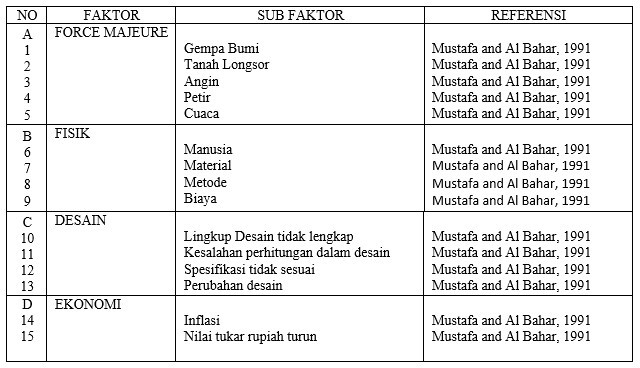 NO FAKTOR SUB FAKTOR REFERENSI
A FORCE MAJEURE
1 Gempa Bumi Mustafa and Al Bahar, 1991
2 Tanah Longsor Mustafa and Al Bahar, 1991
3 Angin Mustafa and Al Bahar, 1991
4 Petir Mustafa and Al Bahar, 1991
5 Cuaca Mustafa and Al Bahar, 1991
B FISIK
6 Manusia Mustafa and Al Bahar, 1991
7 Material Mustafa and Al Bahar, 1991
8 Metode Mustafa and Al Bahar, 1991
9 Biaya Mustafa and Al Bahar, 1991
C DESAIN
10 Lingkup Desain tidak lengkap Mustafa and Al Bahar, 1991
11 Kesalahan perhitungan dalam desain Mustafa and Al Bahar, 1991
12 Spesifikasi tidak sesuai Mustafa and Al Bahar, 1991
13 Perubahan desain Mustafa and Al Bahar, 1991
D EKONOMI
14 Inflasi Mustafa and Al Bahar, 1991
15 Nilai tukar rupiah turun Mustafa and Al Bahar, 1991